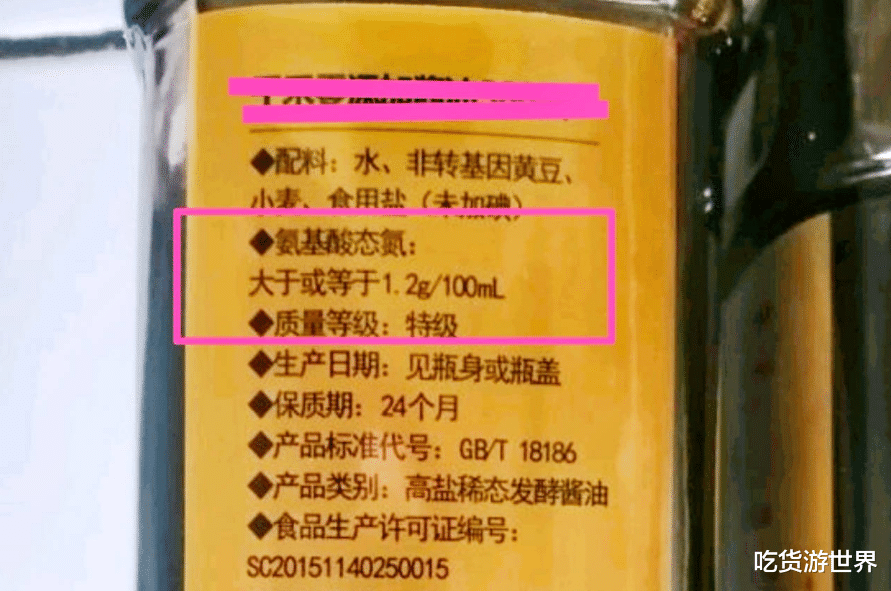 ◆配料：水、非转基因黄豆、
小麦、食用盐（未加碘）
◆氨基酸态氮：
大于或等于1.2g/100mL
◆质量等级：特级
◆生产日期：见瓶身或瓶盖
◆保质期：24个月
◆产品标准代号：GB/T 18186
◆产品类别：高盐稀态发酵酱油
◆食品生产许可证编号：
SC20151140250015
吃货游世界